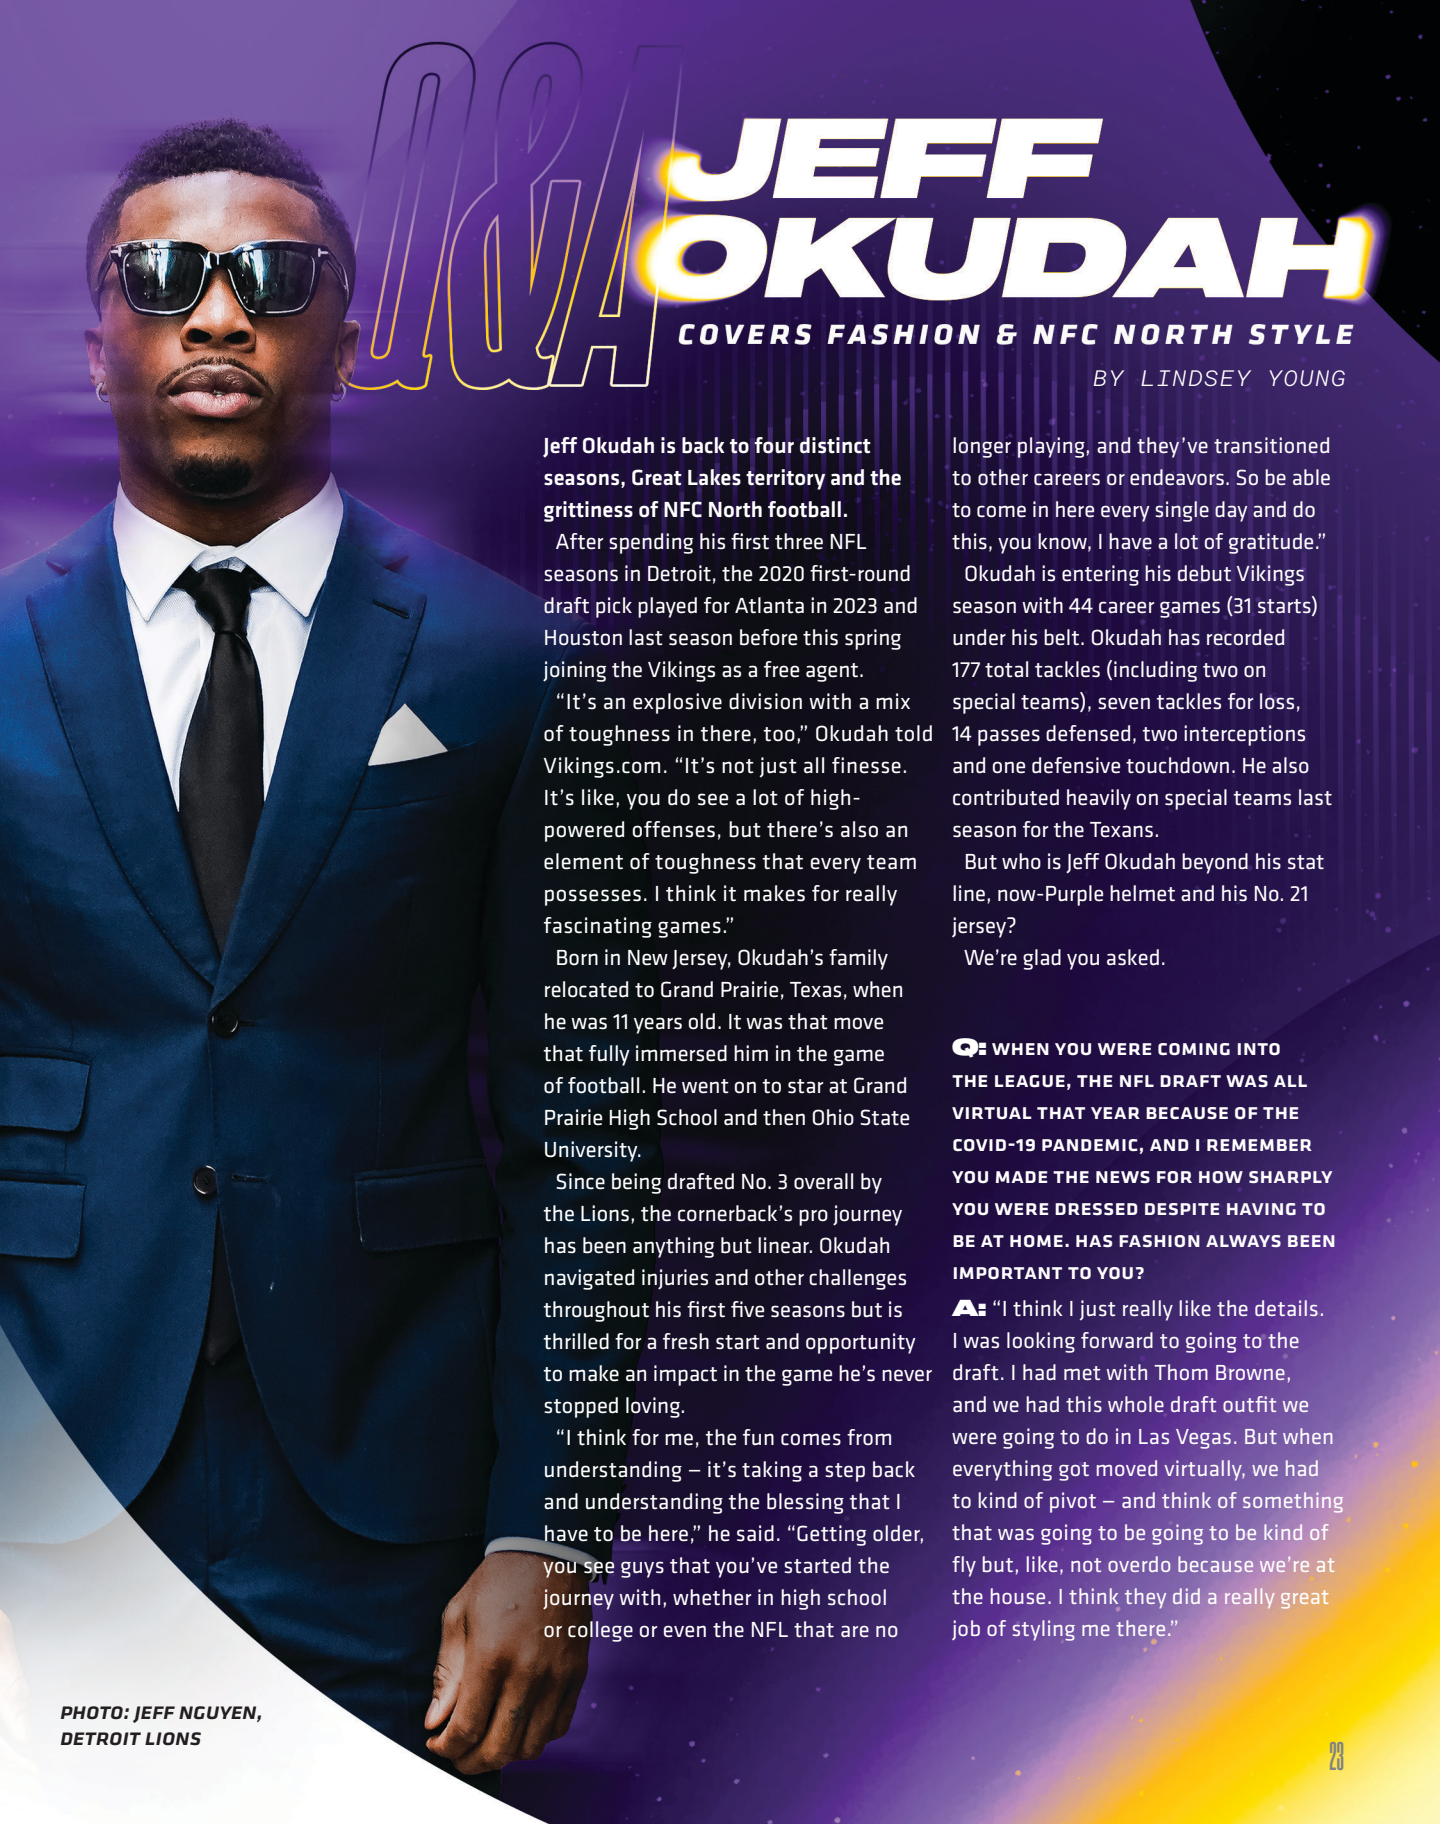 Q&A
JEFF
OKUDAH
COVERS FASHION & NFC NORTH STYLE
BY LINDSEY YOUNG
Jeff Okudah is back to four distinct
seasons, Great Lakes territory and the
grittiness of NFC North football.
After spending his first three NFL
seasons in Detroit, the 2020 first-round
draft pick played for Atlanta in 2023 and
Houston last season before this spring
joining the Vikings as a free agent.
“It’s an explosive division with a mix
of toughness in there, too,” Okudah told
Vikings.com. “It’s not just all finesse.
It’s like, you do see a lot of high-
powered offenses, but there’s also an
element of toughness that every team
possesses. I think it makes for really
fascinating games.”
Born in New Jersey, Okudah’s family
relocated to Grand Prairie, Texas, when
he was 11 years old. It was that move
that fully immersed him in the game
of football. He went on to star at Grand
Prairie High School and then Ohio State
University.
Since being drafted No. 3 overall by
the Lions, the cornerback’s pro journey
has been anything but linear. Okudah
navigated injuries and other challenges
throughout his first five seasons but is
thrilled for a fresh start and opportunity
to make an impact in the game he’s never
stopped loving.
“I think for me, the fun comes from
understanding – it’s taking a step back
and understanding the blessing that I
have to be here,” he said. “Getting older,
you see guys that you’ve started the
journey with, whether in high school
or college or even the NFL that are no
longer playing, and they’ve transitioned
to other careers or endeavors. So be able
to come in here every single day and do
this, you know, I have a lot of gratitude.”
Okudah is entering his debut Vikings
season with 44 career games (31 starts)
under his belt. Okudah has recorded
177 total tackles (including two on
special teams), seven tackles for loss,
14 passes defensed, two interceptions
and one defensive touchdown. He also
contributed heavily on special teams last
season for the Texans.
But who is Jeff Okudah beyond his stat
line, now-Purple helmet and his No. 21
jersey?
We’re glad you asked.
Q: WHEN YOU WERE COMING INTO
THE LEAGUE, THE NFL DRAFT WAS ALL
VIRTUAL THAT YEAR BECAUSE OF THE
COVID-19 PANDEMIC, AND I REMEMBER
YOU MADE THE NEWS FOR HOW SHARPLY
YOU WERE DRESSED DESPITE HAVING TO
BE AT HOME. HAS FASHION ALWAYS BEEN
IMPORTANT TO YOU?
A: “I think I just really like the details.
I was looking forward to going to the
draft. I had met with Thom Browne,
and we had this whole draft outfit we
were going to do in Las Vegas. But when
everything got moved virtually, we had
to kind of pivot – and think of something
that was going to be going to be kind of
fly but, like, not overdo because we’re at
the house. I think they did a really great
job of styling me there.”
PHOTO: JEFF NGUYEN,
DETROIT LIONS
23